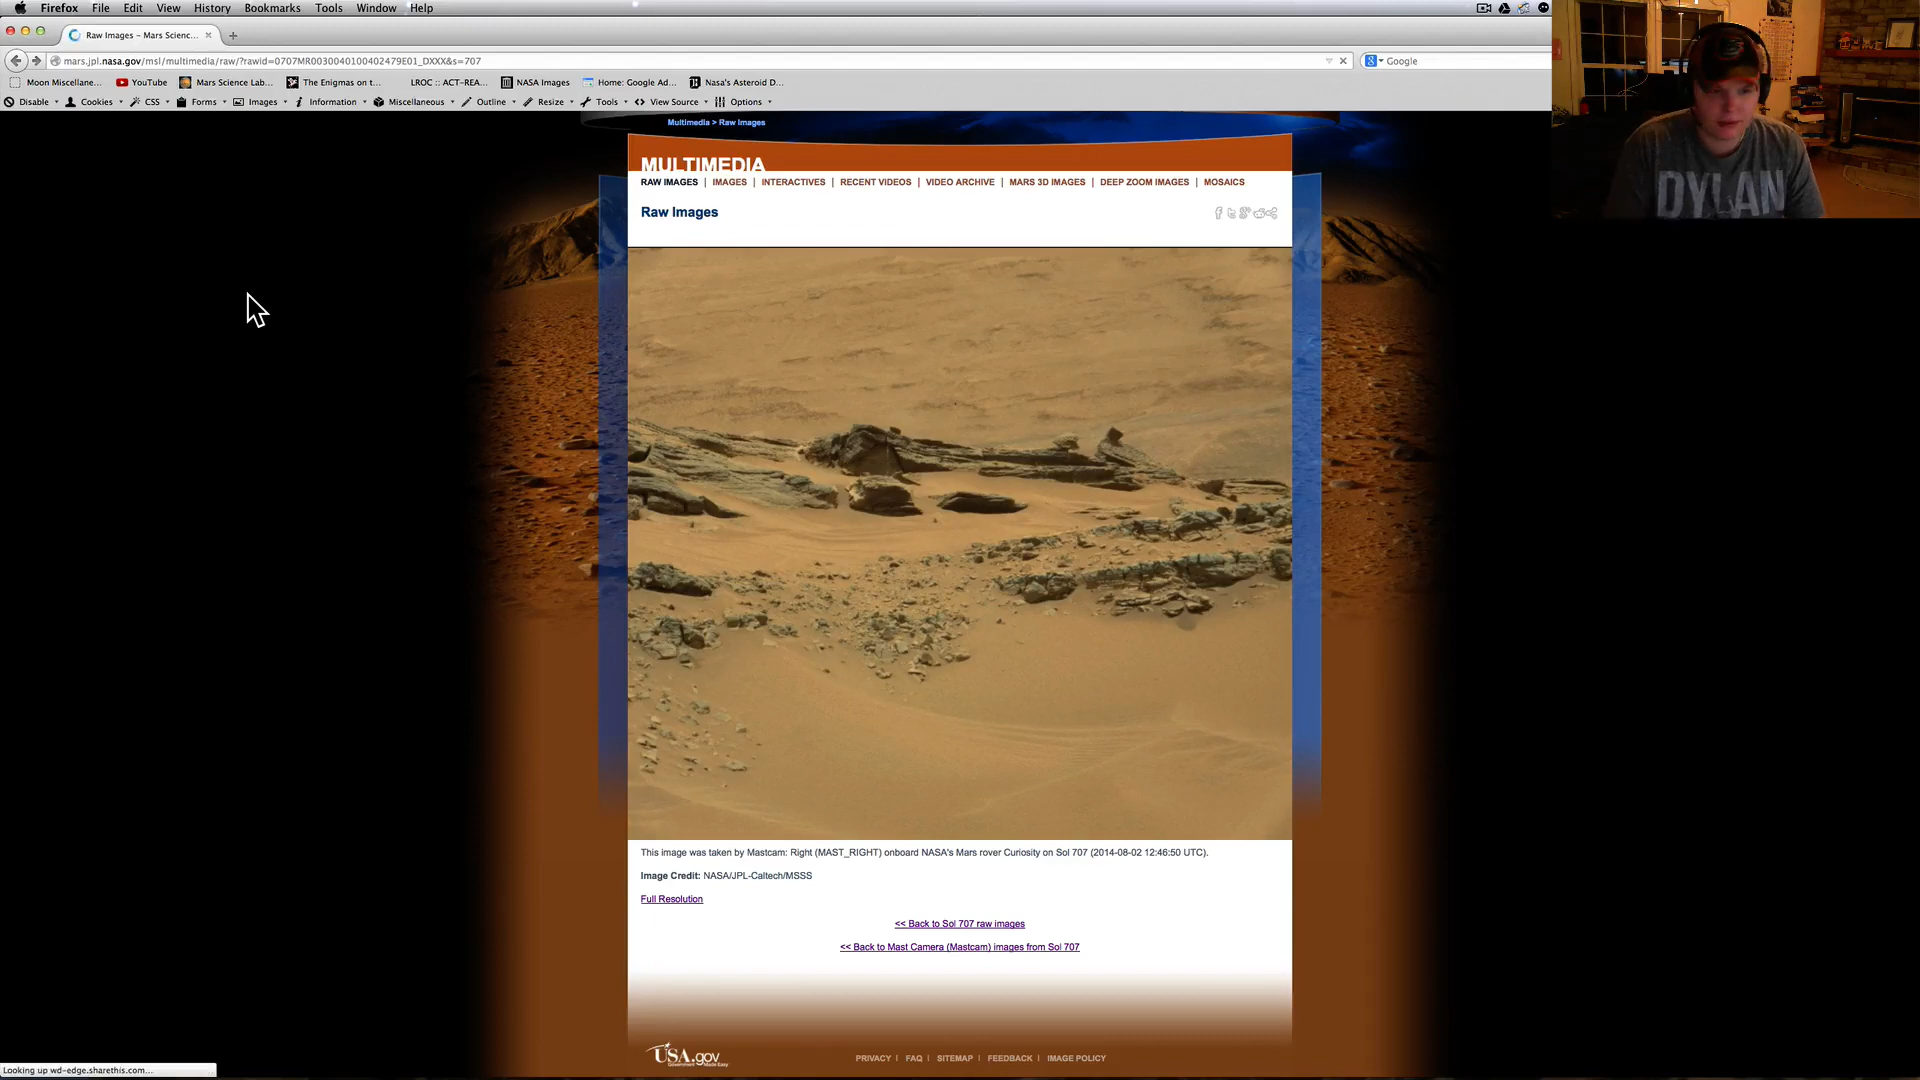 Firefox File Edit View History Bookmarks Tools Window Help
Raw Images – Mars Scienc...
mars.jpl.nasa.gov/msl/multimedia/raw/?rawid=0707MR0030040100402479E01_DXXX&s=707
Google
Moon Miscellane... YouTube Mars Science Lab... The Enigmas on t... LROC :: ACT-REA... NASA Images Home: Google Ad... Nasa's Asteroid D...
Disable Cookies CSS Forms Images Information Miscellaneous Outline Resize Tools View Source Options
Multimedia > Raw Images
MULTIMEDIA
RAW IMAGES | IMAGES | INTERACTIVES | RECENT VIDEOS | VIDEO ARCHIVE | MARS 3D IMAGES | DEEP ZOOM IMAGES | MOSAICS
Raw Images
DYLAN
This image was taken by Mastcam: Right (MAST_RIGHT) onboard NASA's Mars rover Curiosity on Sol 707 (2014-08-02 12:46:50 UTC).
Image Credit: NASA/JPL-Caltech/MSSS
Full Resolution
<< Back to Sol 707 raw images
<< Back to Mast Camera (Mastcam) images from Sol 707
USA.gov
Government Made Easy
PRIVACY | FAQ | SITEMAP | FEEDBACK | IMAGE POLICY
Looking up wd-edge.sharethis.com...